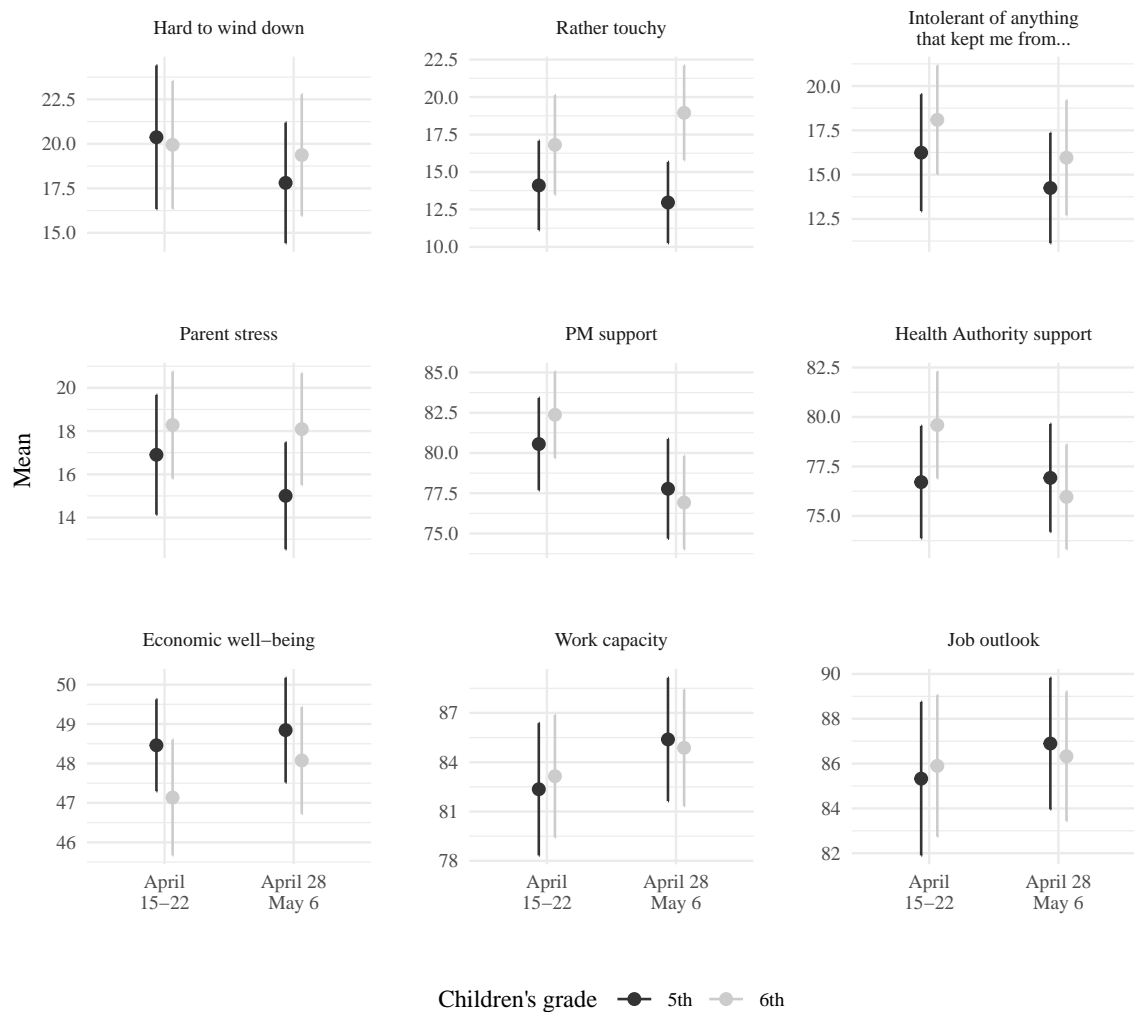 Hard to wind down
Rather touchy
Intolerant of anything
that kept me from...
22.5
20.0
17.5
15.0
22.5
20.0
17.5
15.0
12.5
10.0
20.0
17.5
15.0
12.5
Parent stress
PM support
Health Authority support
20
18
16
14
85.0
82.5
80.0
77.5
75.0
82.5
80.0
77.5
75.0
Mean
Economic well−being
Work capacity
Job outlook
50
49
48
47
46
87
84
81
78
90
88
86
84
82
April
15−22
April 28
May 6
April
15−22
April 28
May 6
April
15−22
April 28
May 6
Children's grade
5th
6th